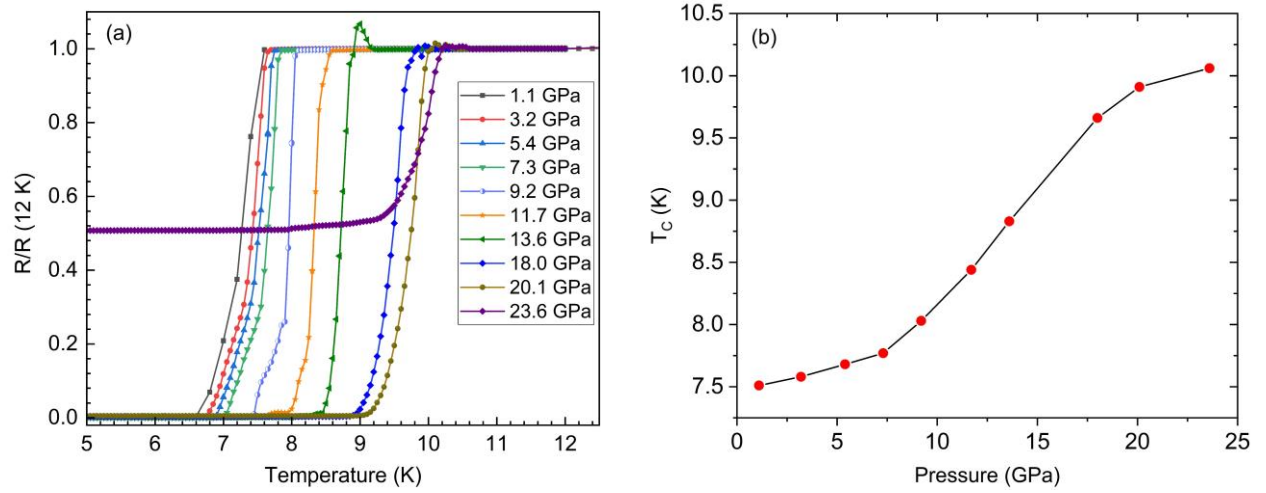 (a)
R/R (12 K)
1.0
0.8
0.6
0.4
0.2
0.0
1.1 GPa
3.2 GPa
5.4 GPa
7.3 GPa
9.2 GPa
11.7 GPa
13.6 GPa
18.0 GPa
20.1 GPa
23.6 GPa
5 6 7 8 9 10 11 12
Temperature (K)
(b)
T_C (K)
10.5
10.0
9.5
9.0
8.5
8.0
7.5
0 5 10 15 20 25
Pressure (GPa)